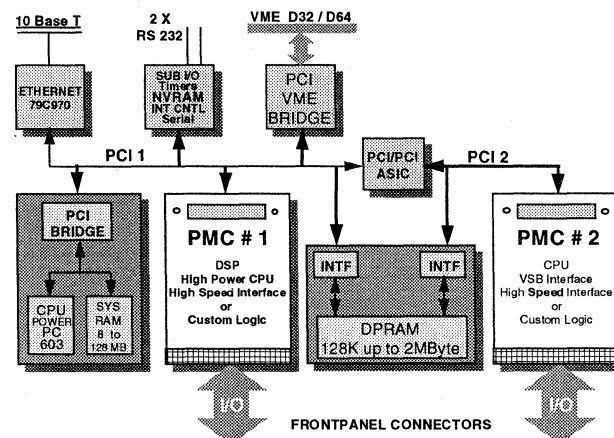 10 Base T
2 X
RS 232
VME D32 / D64
ETHERNET
79C970
SUB I/O
Timers
NVRAM
INT CNTL
Serial
PCI
VME
BRIDGE
PCI 1
PCI/PCI
ASIC
PCI 2
PCI
BRIDGE
CPU
POWER
PC
603
SYS
RAM
8 to
128 MB
PMC # 1
DSP
High Power CPU
High Speed Interface
or
Custom Logic
INTF
INTF
DPRAM
128K up to 2MByte
PMC # 2
CPU
VSB Interface
High Speed Interface
or
Custom Logic
I/O
FRONTPANEL CONNECTORS
I/O